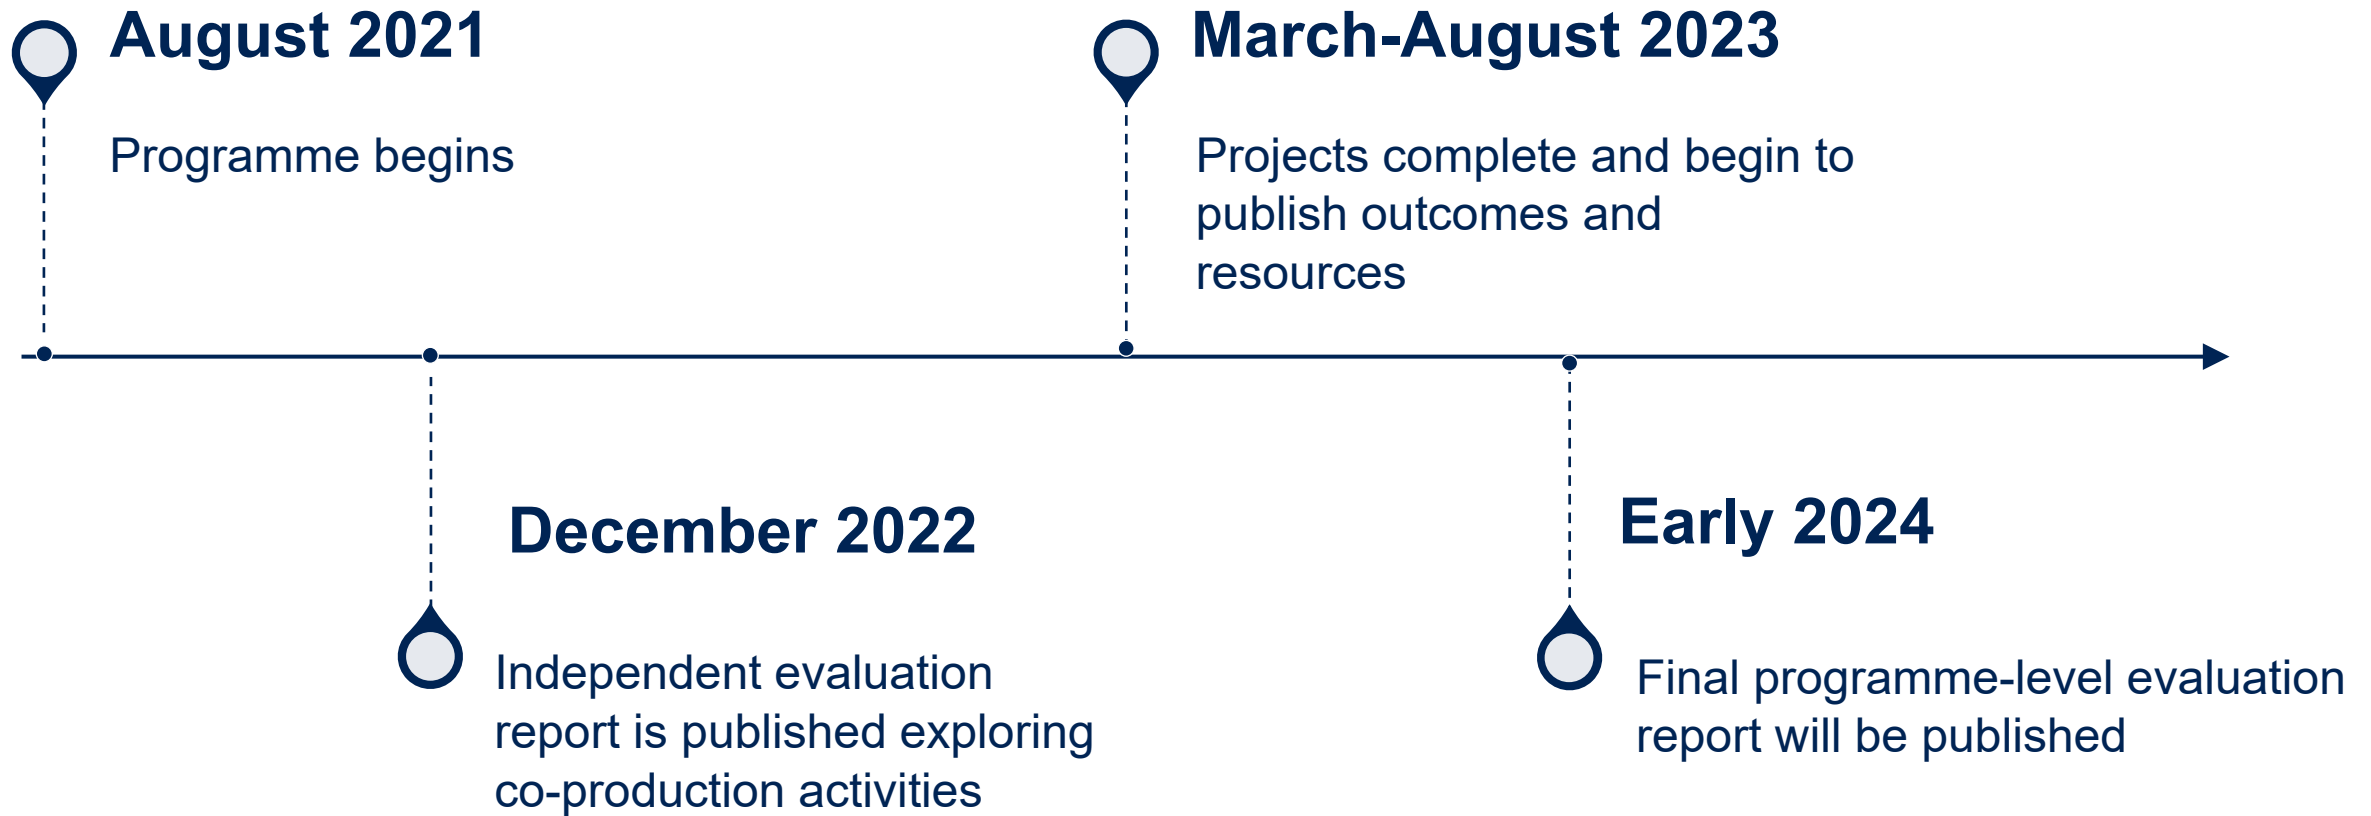 August 2021
Programme begins
December 2022
Independent evaluation
report is published exploring
co-production activities
March-August 2023
Projects complete and begin to
publish outcomes and
resources
Early 2024
Final programme-level evaluation
report will be published